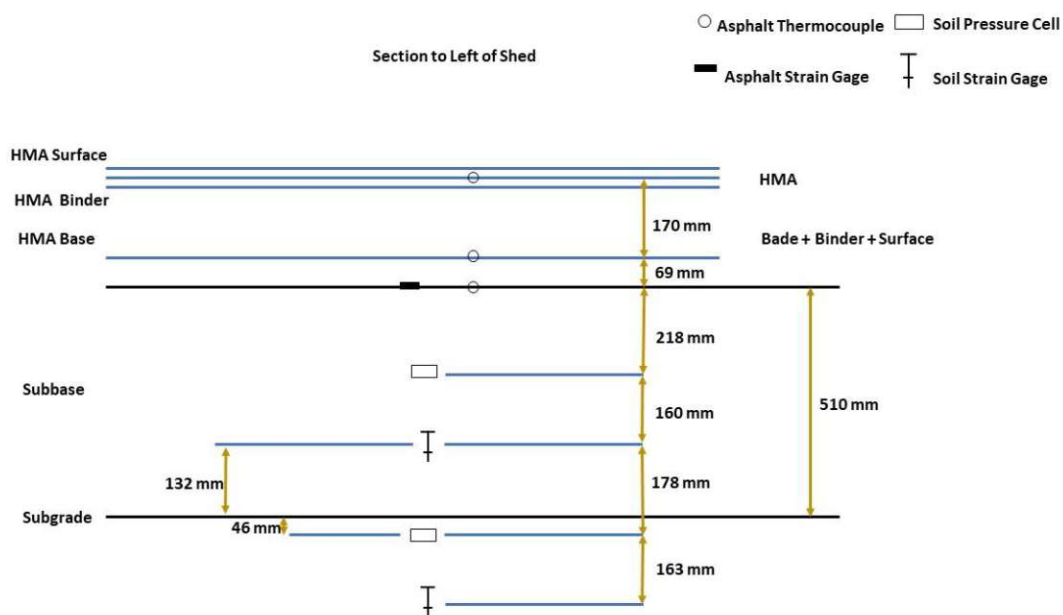 Asphalt Thermocouple
Soil Pressure Cell
Section to Left of Shed
Asphalt Strain Gage
Soil Strain Gage
HMA Surface
HMA
HMA Binder
170 mm
HMA Base
Bade + Binder + Surface
69 mm
218 mm
Subbase
160 mm
510 mm
132 mm
178 mm
Subgrade
46 mm
163 mm